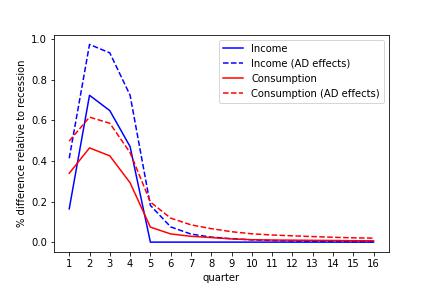 % difference relative to recession
1.0
0.8
0.6
0.4
0.2
0.0
Income
Income (AD effects)
Consumption
Consumption (AD effects)
1 2 3 4 5 6 7 8 9 10 11 12 13 14 15 16
quarter